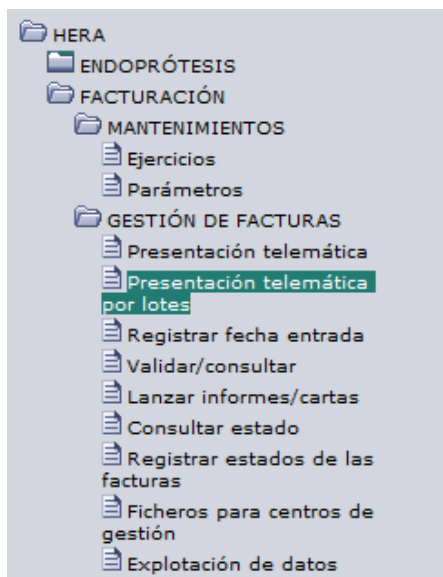 HERA
ENDOPRÓTESIS
FACTURACIÓN
MANTENIMIENTOS
Ejercicios
Parámetros
GESTIÓN DE FACTURAS
Presentación telemática
Presentación telemática
por lotes
Registrar fecha entrada
Validar/consultar
Lanzar informes/cartas
Consultar estado
Registrar estados de las
facturas
Ficheros para centros de
gestión
Explotación de datos